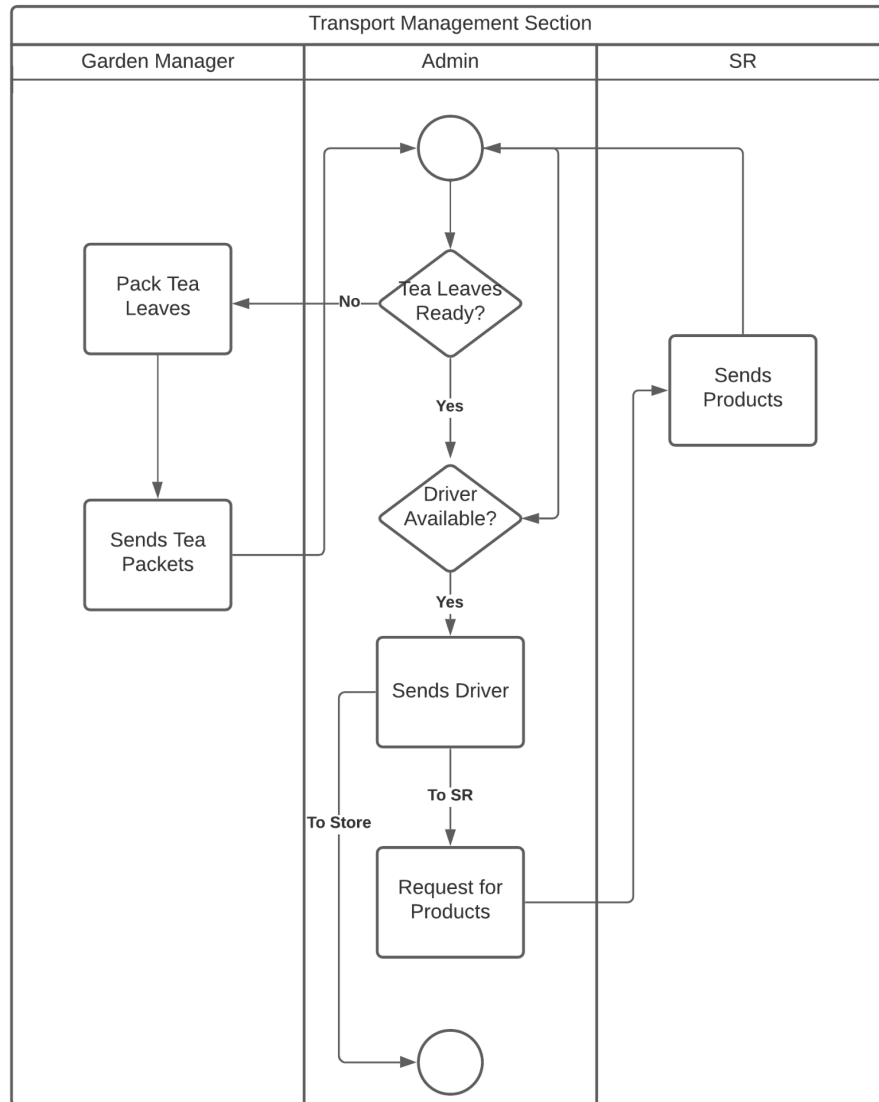 Transport Management Section
Garden Manager
Admin
SR
Pack Tea
Leaves
No
Tea Leaves
Ready?
Sends
Products
Yes
Driver
Available?
Sends Tea
Packets
Yes
Sends Driver
To SR
To Store
Request for
Products